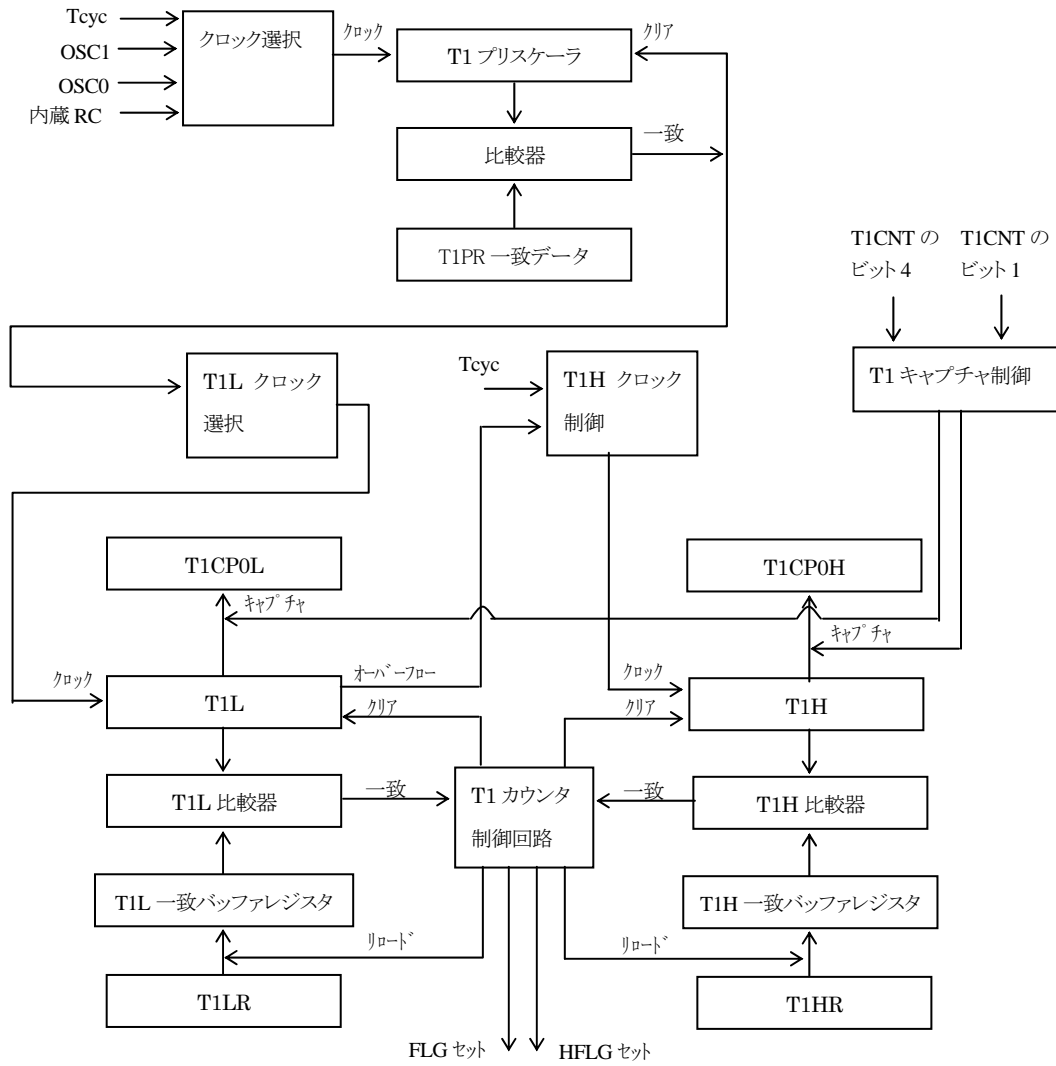 Tcyc
OSC1
OSC0
内蔵 RC
クロック選択
クロック
T1 プリスケーラ
クリア
比較器
一致
T1PR 一致データ
T1CNT の
ビット 4
T1CNT の
ビット 1
T1 キャプチャ制御
T1L クロック
選択
Tcyc
T1H クロック
制御
T1CP0L
T1CP0H
キャプチャ
キャプチャ
クロック
T1L
オーバーフロー
クリア
クロック
クリア
T1H
T1L 比較器
一致
T1 カウンタ
制御回路
一致
T1H 比較器
T1L 一致バッファレジスタ
T1H 一致バッファレジスタ
リロード
リロード
T1LR
T1HR
FLG セット
HFLG セット